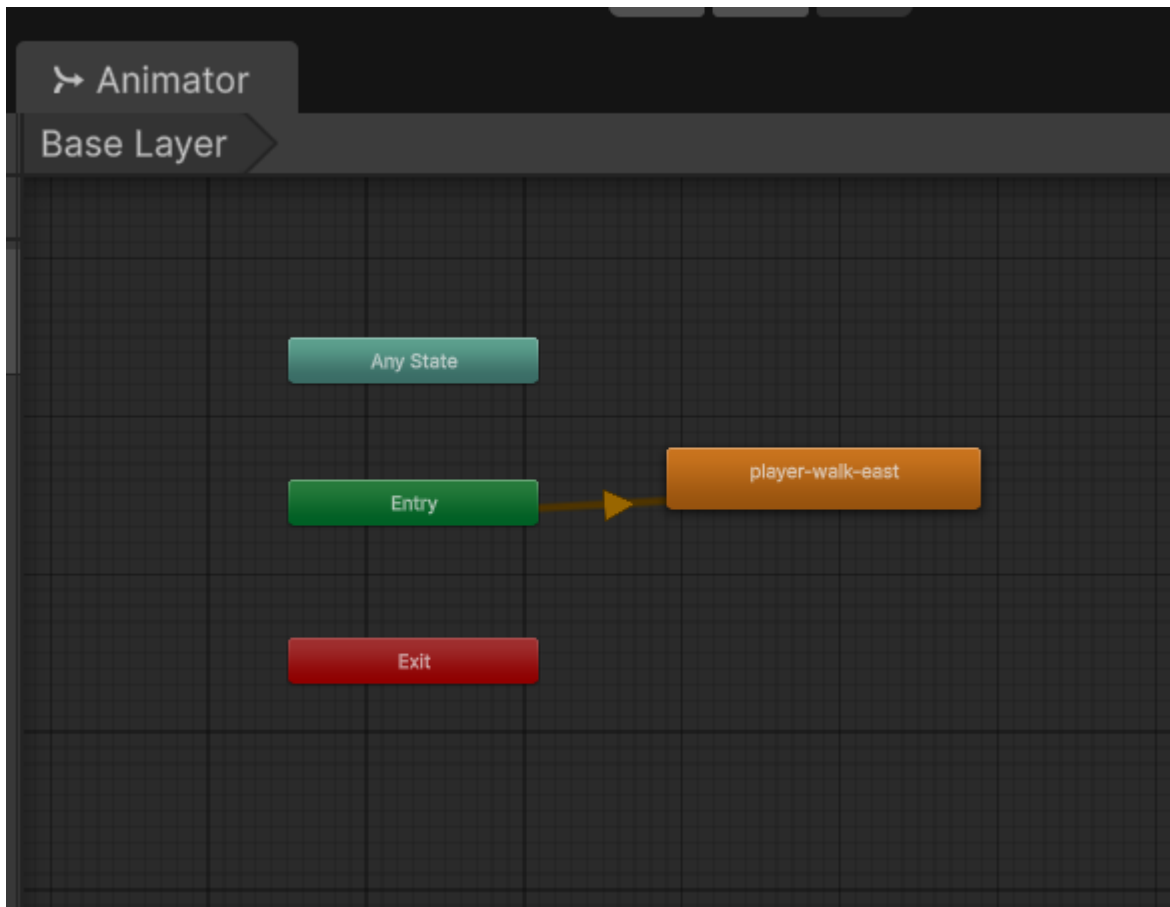 Animator
Base Layer
Any State
player-walk-east
Entry
Exit